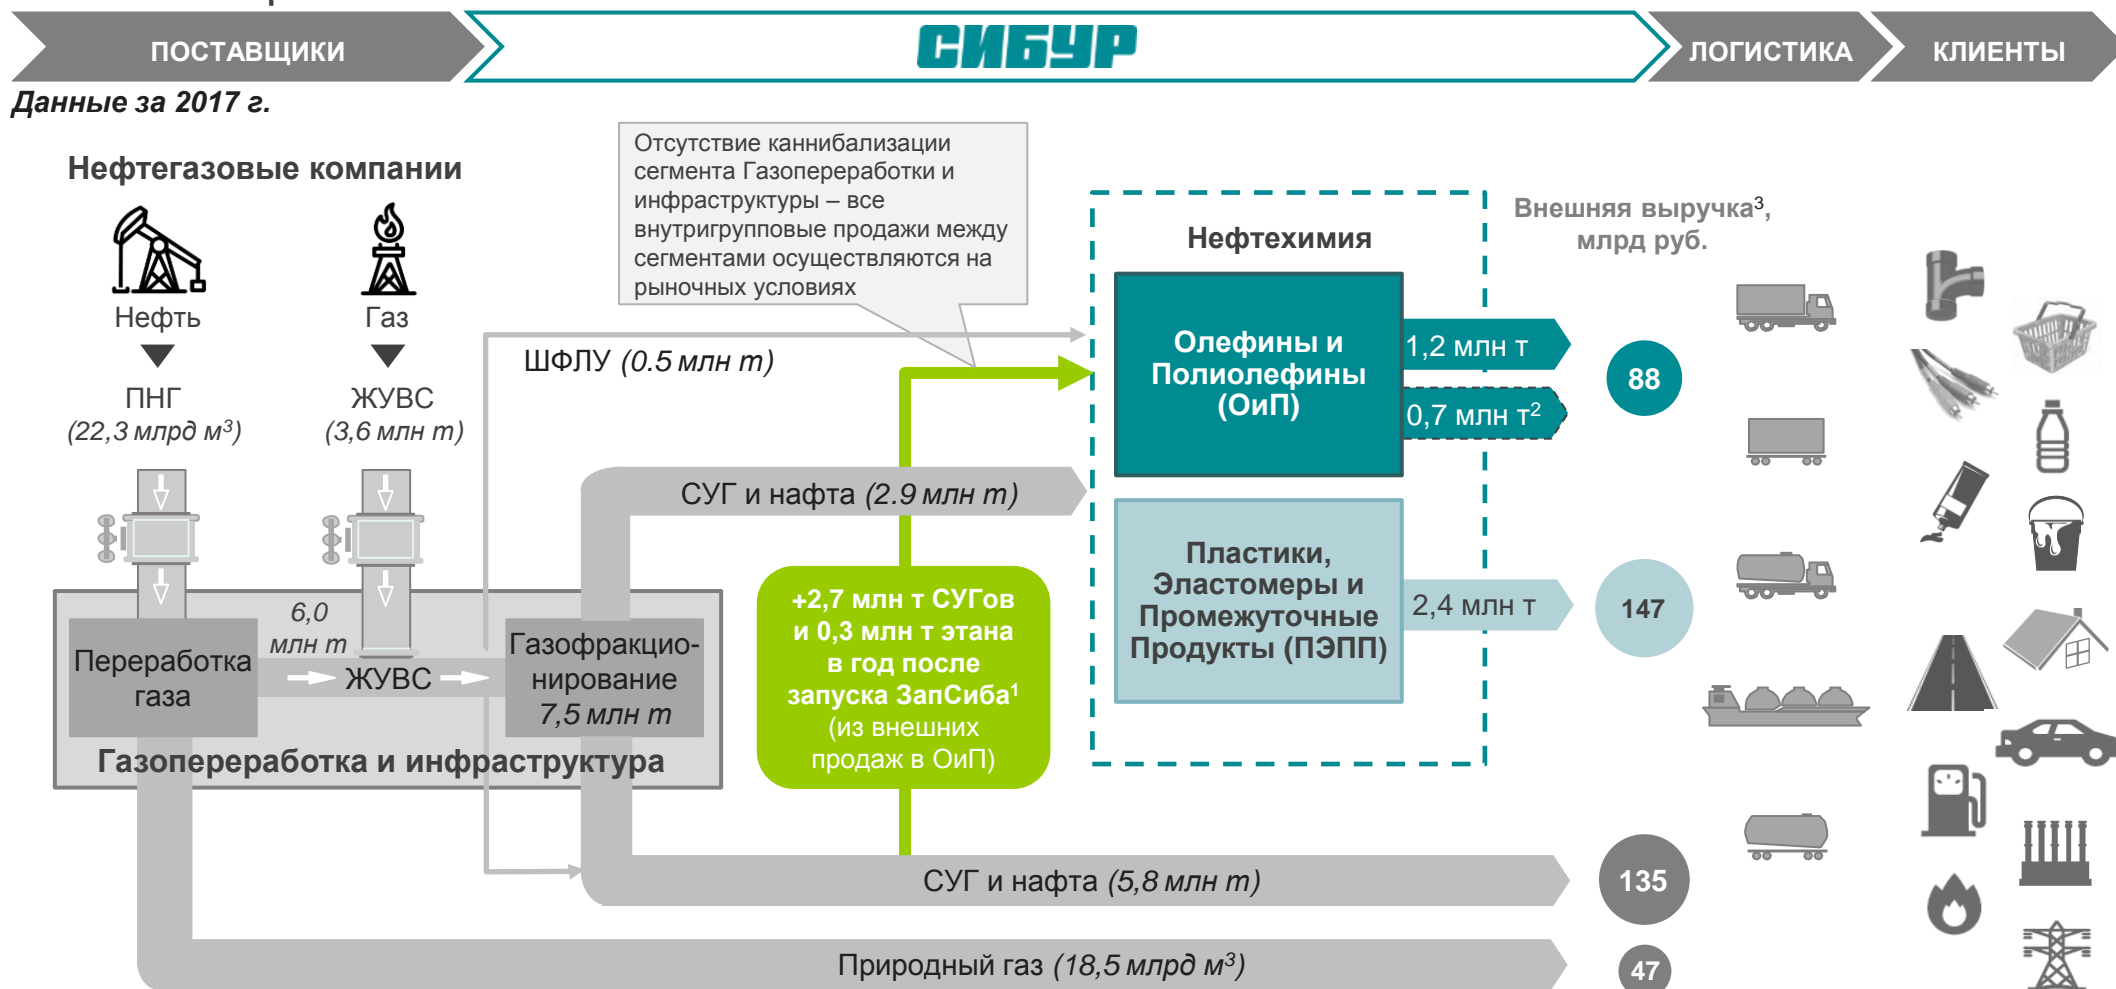 ПОСТАВЩИКИ
СИБУР
ЛОГИСТИКА
КЛИЕНТЫ
Данные за 2017 г.
Нефтегазовые компании
Нефть
Газ
ПНГ
(22,3 млрд м³)
ЖУВС
(3,6 млн т)
Отсутствие каннибализации
сегмента Газопереработки и
инфраструктуры – все
внутригрупповые продажи между
сегментами осуществляются на
рыночных условиях
ШФЛУ (0.5 млн т)
СУГ и нафта (2.9 млн т)
6,0
млн т
Переработка
газа
ЖУВС
Газофракцио-
нирование
7,5 млн т
Газопереработка и инфраструктура
+2,7 млн т СУГов
и 0,3 млн т этана
в год после
запуска ЗапСиба¹
(из внешних
продаж в ОиП)
Нефтехимия
Олефины и
Полиолефины
(ОиП)
1,2 млн т
0,7 млн т²
Пластики,
Эластомеры и
Промежуточные
Продукты (ПЭПП)
2,4 млн т
Внешняя выручка³,
млрд руб.
88
147
СУГ и нафта (5,8 млн т)
135
Природный газ (18,5 млрд м³)
47